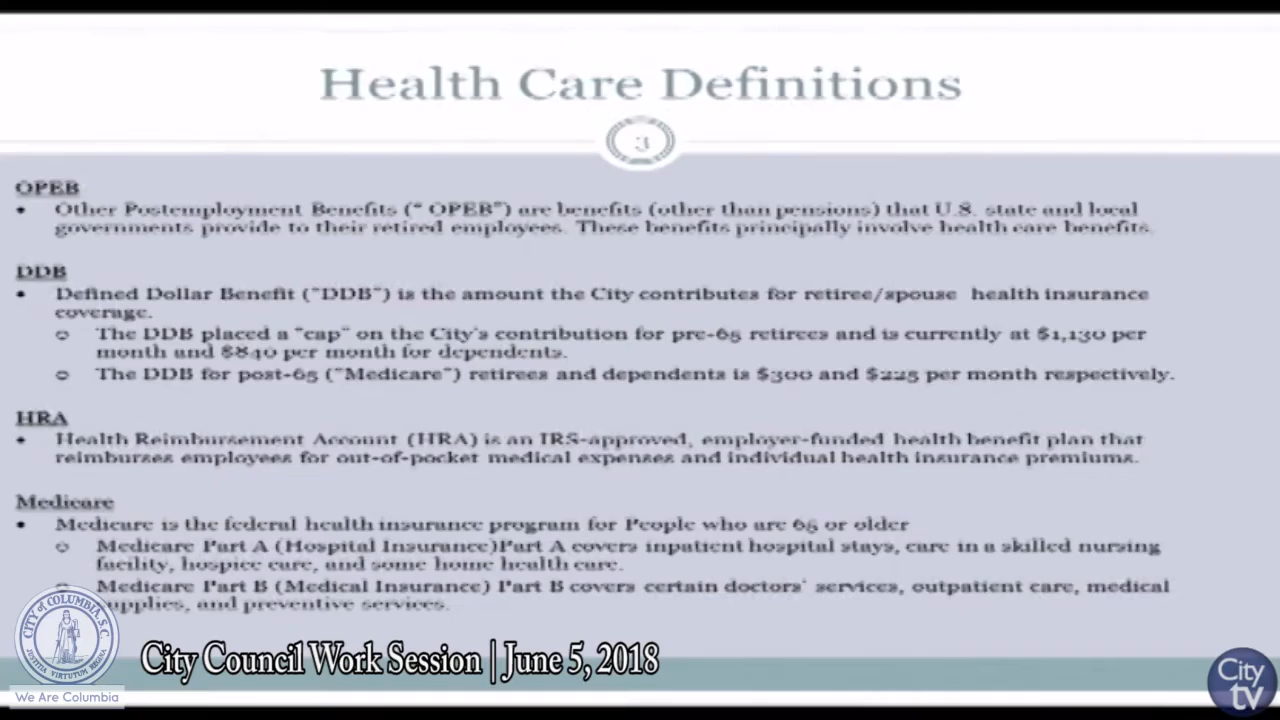 Health Care Definitions
3
OPEB
• Other Postemployment Benefits (" OPEB") are benefits (other than pensions) that U.S. state and local
governments provide to their retired employees. These benefits principally involve health care benefits.
DDB
• Defined Dollar Benefit ("DDB") is the amount the City contributes for retiree/spouse health insurance
coverage.
o The DDB placed a "cap" on the City's contribution for pre-65 retirees and is currently at $1,130 per
month and $840 per month for dependents.
o The DDB for post-65 ("Medicare") retirees and dependents is $300 and $225 per month respectively.
HRA
• Health Reimbursement Account (HRA) is an IRS-approved, employer-funded health benefit plan that
reimburses employees for out-of-pocket medical expenses and individual health insurance premiums.
Medicare
• Medicare is the federal health insurance program for People who are 65 or older
o Medicare Part A (Hospital Insurance)Part A covers inpatient hospital stays, care in a skilled nursing
facility, hospice care, and some home health care.
Medicare Part B (Medical Insurance) Part B covers certain doctors' services, outpatient care, medical
supplies, and preventive services.
CITY of COLUMBIA, S.C.
JUSTITIA VIRTUTUM REGINA
We Are Columbia
City Council Work Session | June 5, 2018
City
tv